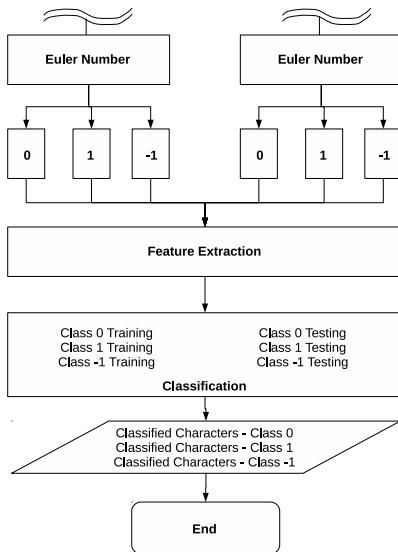 Euler Number
Euler Number
0
1
-1
0
1
-1
Feature Extraction
Class 0 Training
Class 1 Training
Class -1 Training
Class 0 Testing
Class 1 Testing
Class -1 Testing
Classification
Classified Characters - Class 0
Classified Characters - Class 1
Classified Characters - Class -1
End